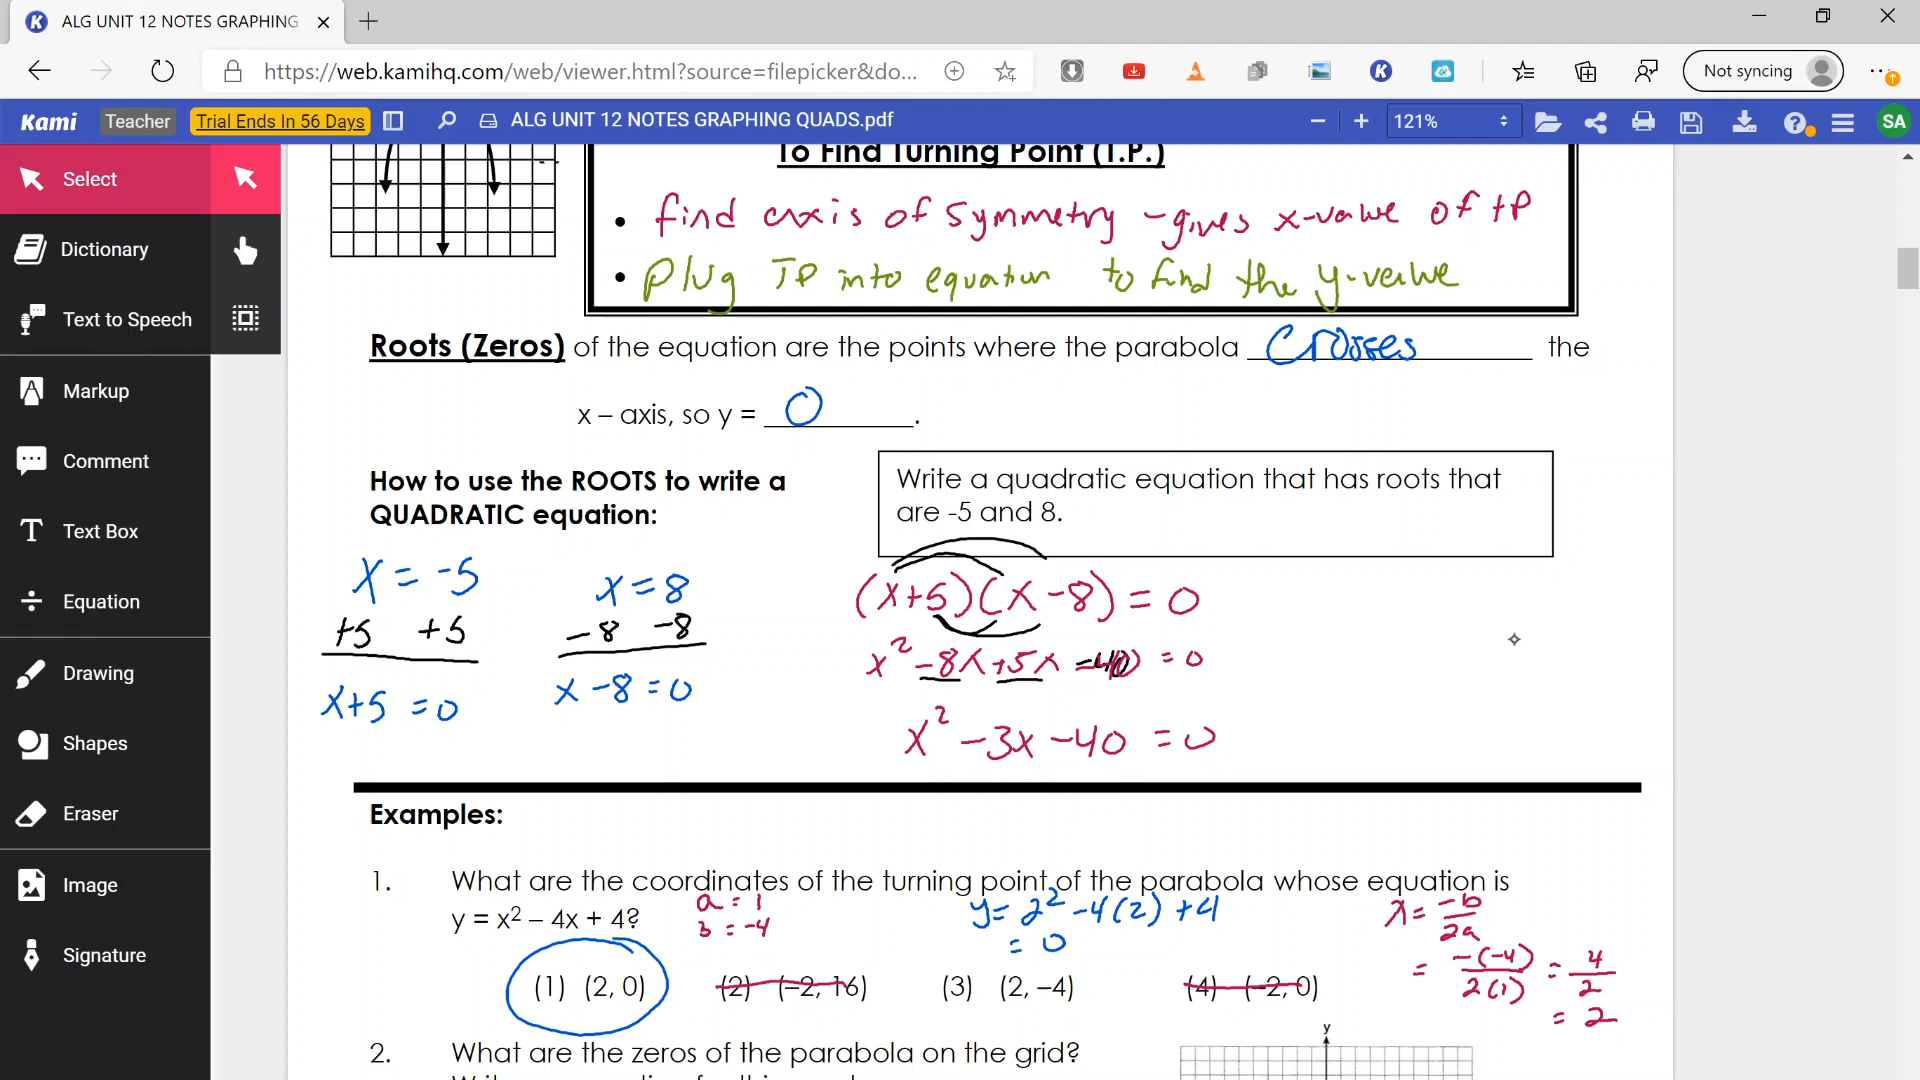 ALG UNIT 12 NOTES GRAPHING
https://web.kamihq.com/web/viewer.html?source=filepicker&do...
Not syncing
Kami Teacher Trial Ends In 56 Days ALG UNIT 12 NOTES GRAPHING QUADS.pdf 121% SA
Select
Dictionary
Text to Speech
Markup
Comment
Text Box
Equation
Drawing
Shapes
Eraser
Image
Signature
To Find Turning Point (T.P.)
• find axis of symmetry - gives x-value of tP
• Plug TP into equation to find the y-value
Roots (Zeros) of the equation are the points where the parabola crosses the
x – axis, so y = 0.
How to use the ROOTS to write a
QUADRATIC equation:
Write a quadratic equation that has roots that
are -5 and 8.
x = -5
+5 +5
x+5 = 0
x = 8
-8 -8
x - 8 = 0
(x+5)(x-8) = 0
x² - 8x + 5x - 40 = 0
x² - 3x - 40 = 0
Examples:
1. What are the coordinates of the turning point of the parabola whose equation is
y = x² – 4x + 4?
a = 1
b = -4
y = 2² - 4(2) + 4
= 0
x = -b/2a
= -(-4)/2(1) = 4/2
= 2
(1) (2, 0) (2) (–2, 16) (3) (2, –4) (4) (–2, 0)
2. What are the zeros of the parabola on the grid?
y